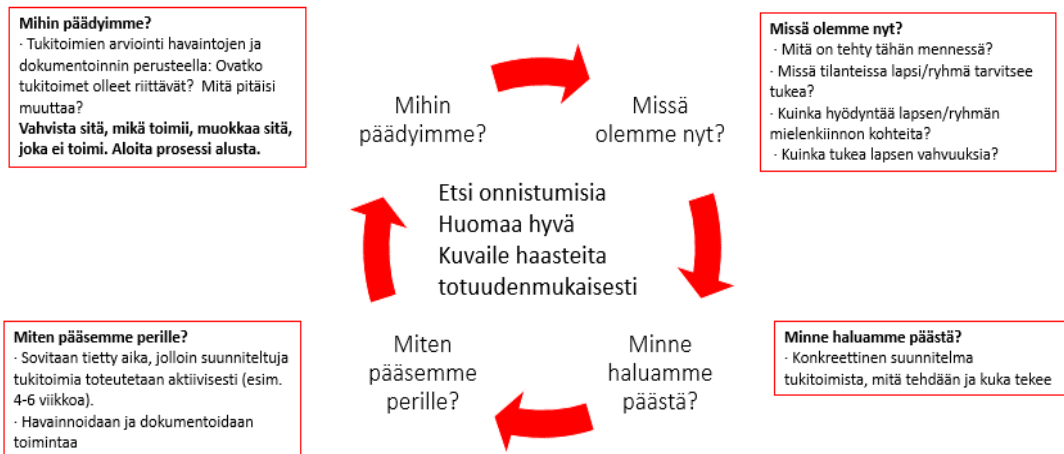 Mihin päädyimme?
· Tukitoimien arviointi havaintojen ja
dokumentoinnin perusteella: Ovatko
tukitoimet olleet riittävät? Mitä pitäisi
muuttaa?
Vahvista sitä, mikä toimii, muokkaa sitä,
joka ei toimi. Aloita prosessi alusta.
Missä olemme nyt?
· Mitä on tehty tähän mennessä?
· Missä tilanteissa lapsi/ryhmä tarvitsee
tukea?
· Kuinka hyödyntää lapsen/ryhmän
mielenkiinnon kohteita?
· Kuinka tukea lapsen vahvuuksia?
Mihin
päädyimme?
Missä
olemme nyt?
Etsi onnistumisia
Huomaa hyvä
Kuvaile haasteita
totuudenmukaisesti
Miten
pääsemme
perille?
Minne
haluamme
päästä?
Miten pääsemme perille?
· Sovitaan tietty aika, jolloin suunniteltuja
tukitoimia toteutetaan aktiivisesti (esim.
4-6 viikkoa).
· Havainnoidaan ja dokumentoidaan
toimintaa
Minne haluamme päästä?
· Konkreettinen suunnitelma
tukitoimista, mitä tehdään ja kuka tekee